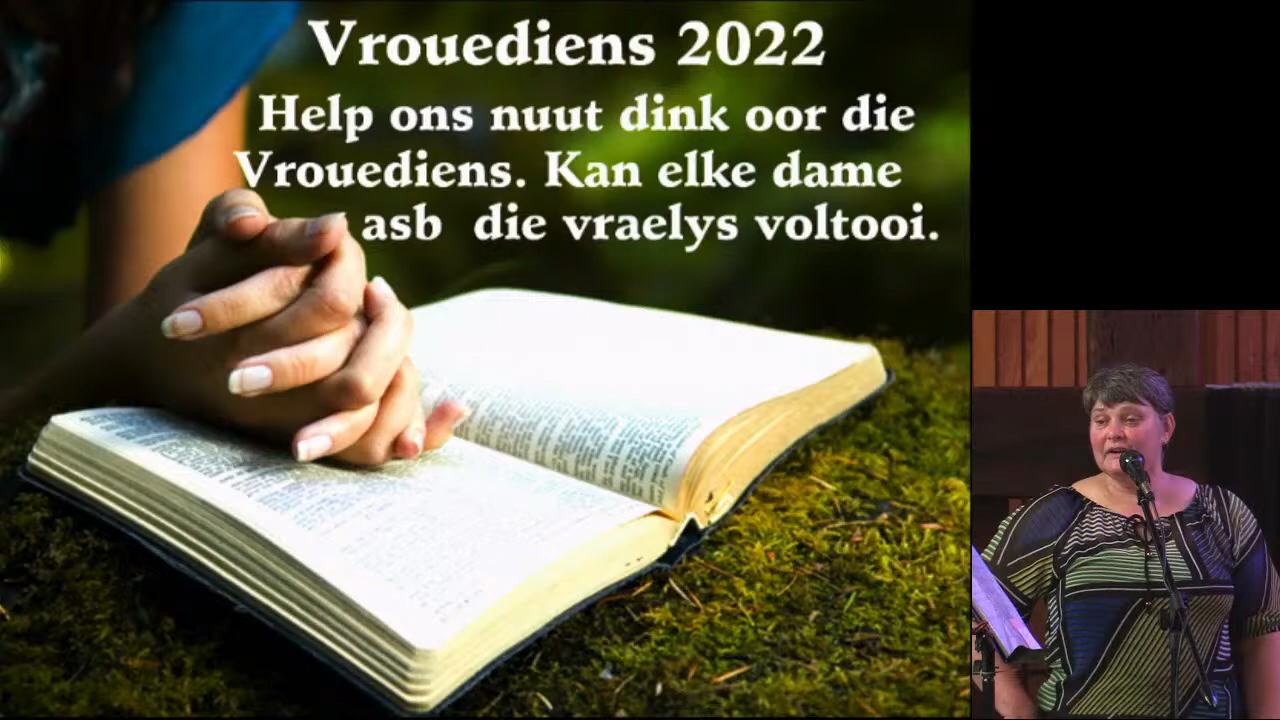 Vrouediens 2022
Help ons nuut dink oor die
Vrouediens. Kan elke dame
asb die vraelys voltooi.